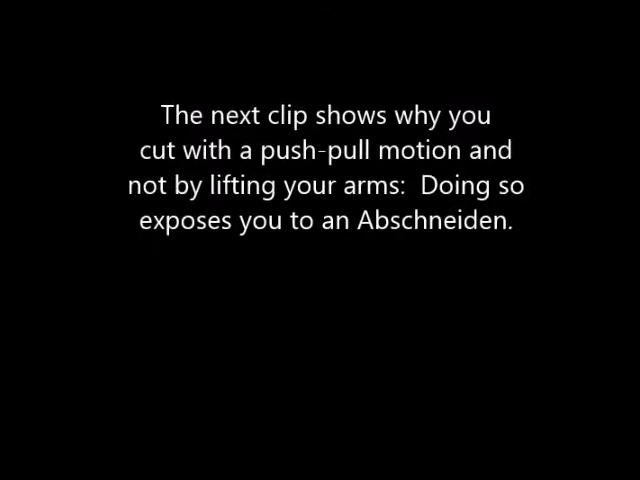 The next clip shows why you
cut with a push-pull motion and
not by lifting your arms:  Doing so
exposes you to an Abschneiden.